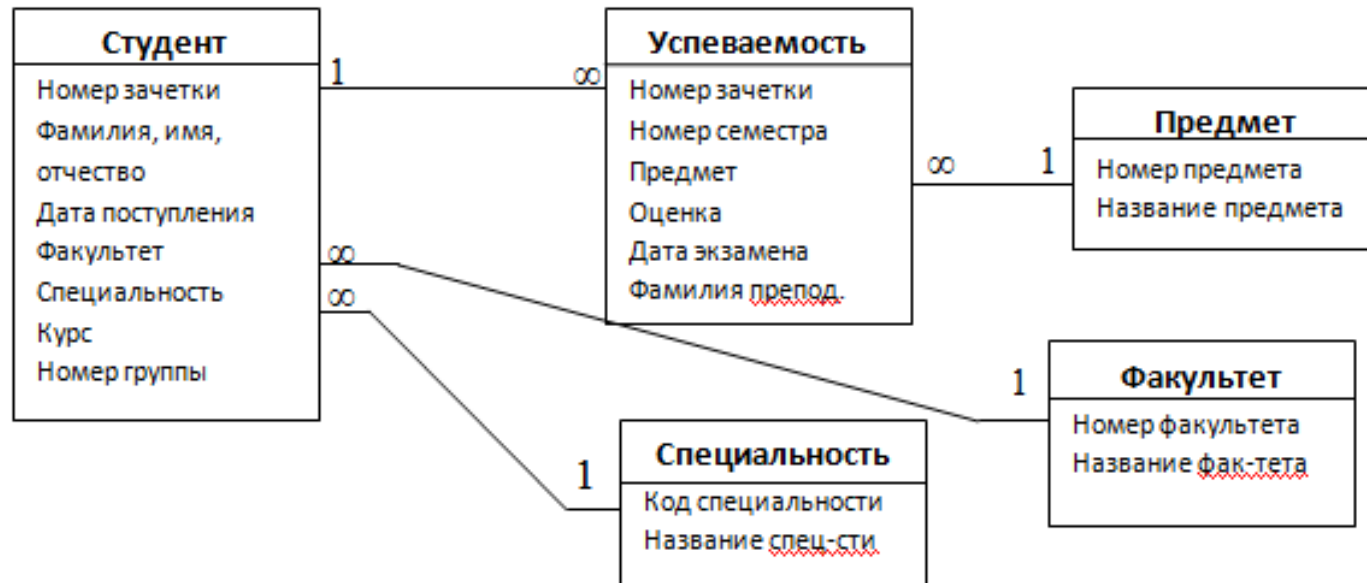 Студент
1
Номер зачетки
Фамилия, имя,
отчество
Дата поступления
Факультет
∞
Специальность
∞
Курс
Номер группы
Успеваемость
∞
Номер зачетки
Номер семестра
Предмет
∞
Оценка
Дата экзамена
Фамилия препод.
Предмет
1
Номер предмета
Название предмета
Специальность
1
Код специальности
Название спец-сти
Факультет
1
Номер факультета
Название фак-тета